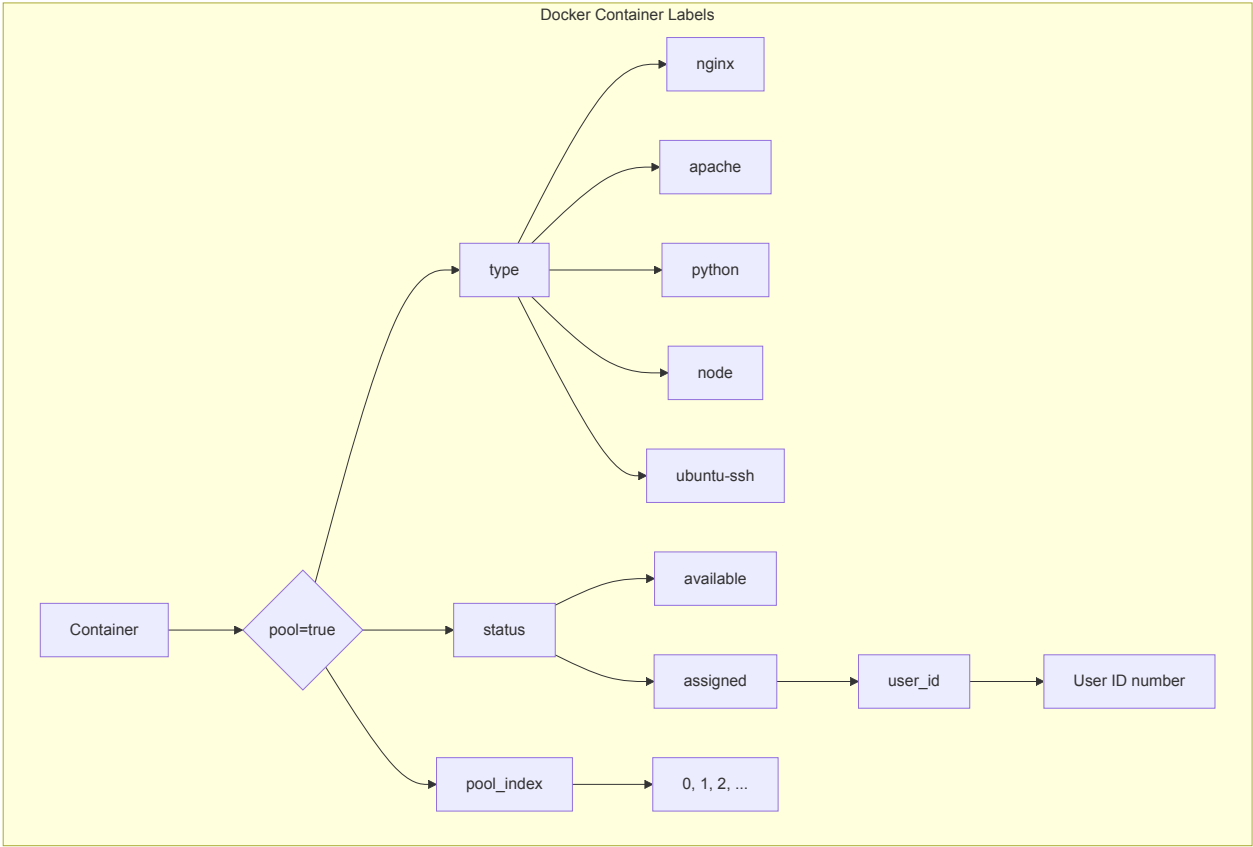 Docker Container Labels
nginx
apache
type
python
node
ubuntu-ssh
available
Container
pool=true
status
assigned
user_id
User ID number
pool_index
0, 1, 2, ...